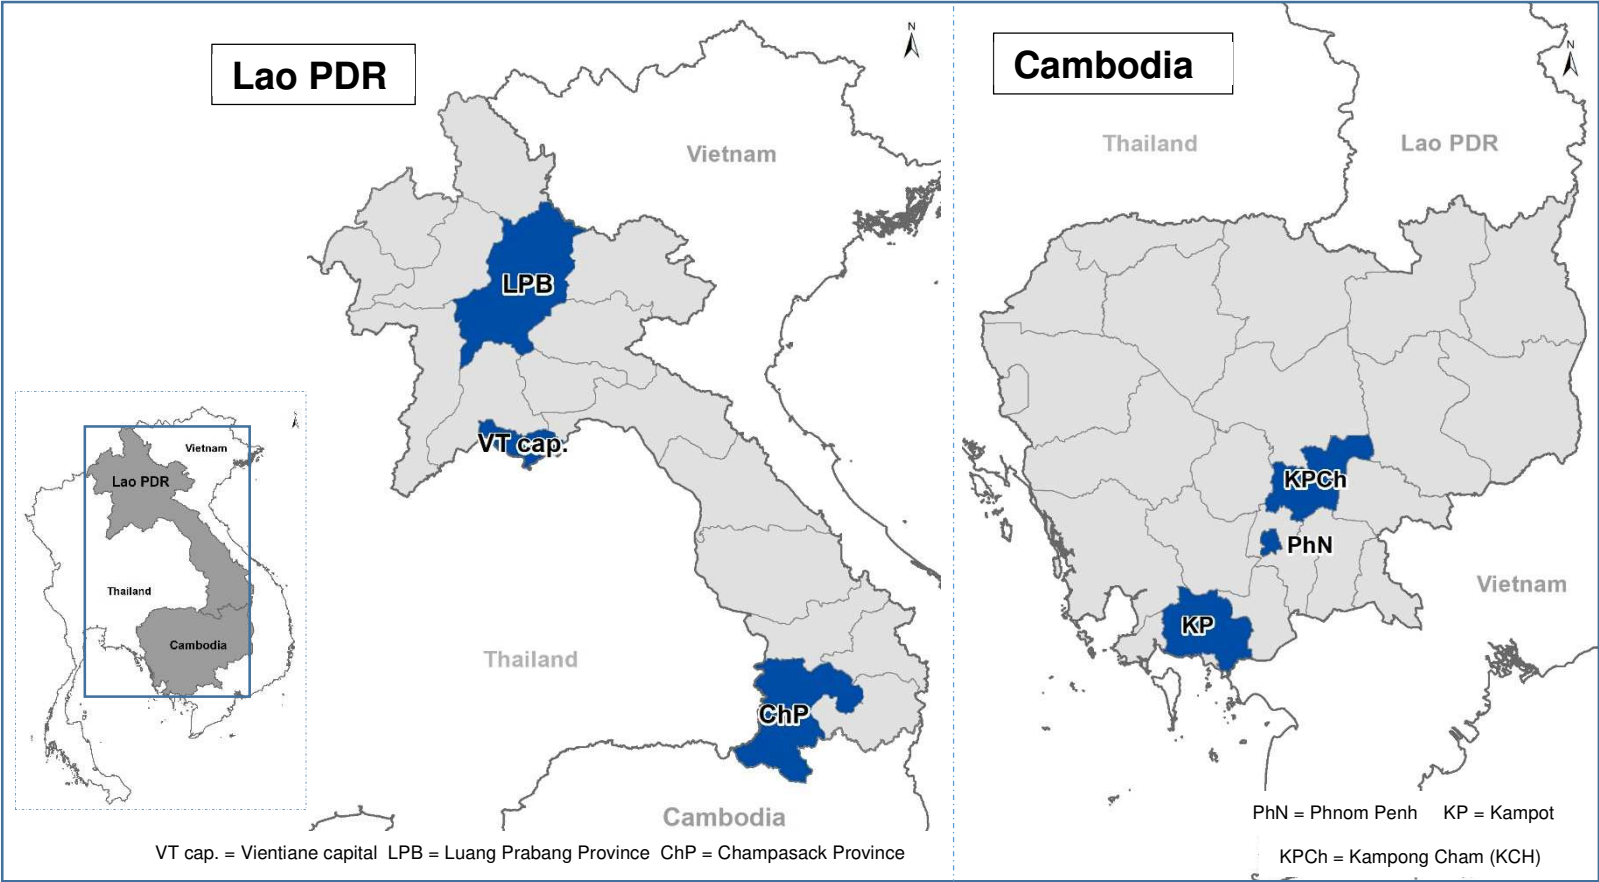 Lao PDR
N
Vietnam
LPB
VT cap.
Thailand
ChP
Cambodia
N
Vietnam
Lao PDR
Thailand
Cambodia
VT cap. = Vientiane capital LPB = Luang Prabang Province ChP = Champasack Province
Cambodia
N
Thailand
Lao PDR
KPCh
PhN
Vietnam
KP
PhN = Phnom Penh KP = Kampot
KPCh = Kampong Cham (KCH)